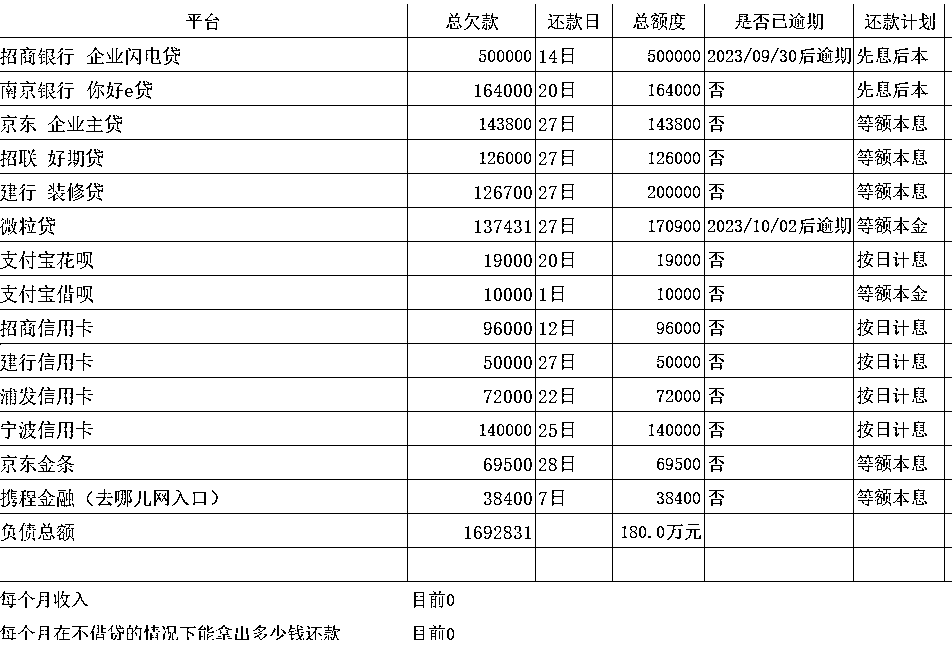 平台 总欠款 还款日 总额度 是否已逾期 还款计划
招商银行 企业闪电贷 500000 14日 500000 2023/09/30后逾期 先息后本
南京银行 你好e贷 164000 20日 164000 否 先息后本
京东 企业主贷 143800 27日 143800 否 等额本息
招联 好期贷 126000 27日 126000 否 等额本息
建行 装修贷 126700 27日 200000 否 等额本息
微粒贷 137431 27日 170900 2023/10/02后逾期 等额本金
支付宝花呗 19000 20日 19000 否 按日计息
支付宝借呗 10000 1日 10000 否 等额本金
招商信用卡 96000 12日 96000 否 按日计息
建行信用卡 50000 27日 50000 否 按日计息
浦发信用卡 72000 22日 72000 否 按日计息
宁波信用卡 140000 25日 140000 否 按日计息
京东金条 69500 28日 69500 否 等额本息
携程金融（去哪儿网入口） 38400 7日 38400 否 等额本息
负债总额 1692831 180.0万元
每个月收入 目前0
每个月在不借贷的情况下能拿出多少钱还款 目前0